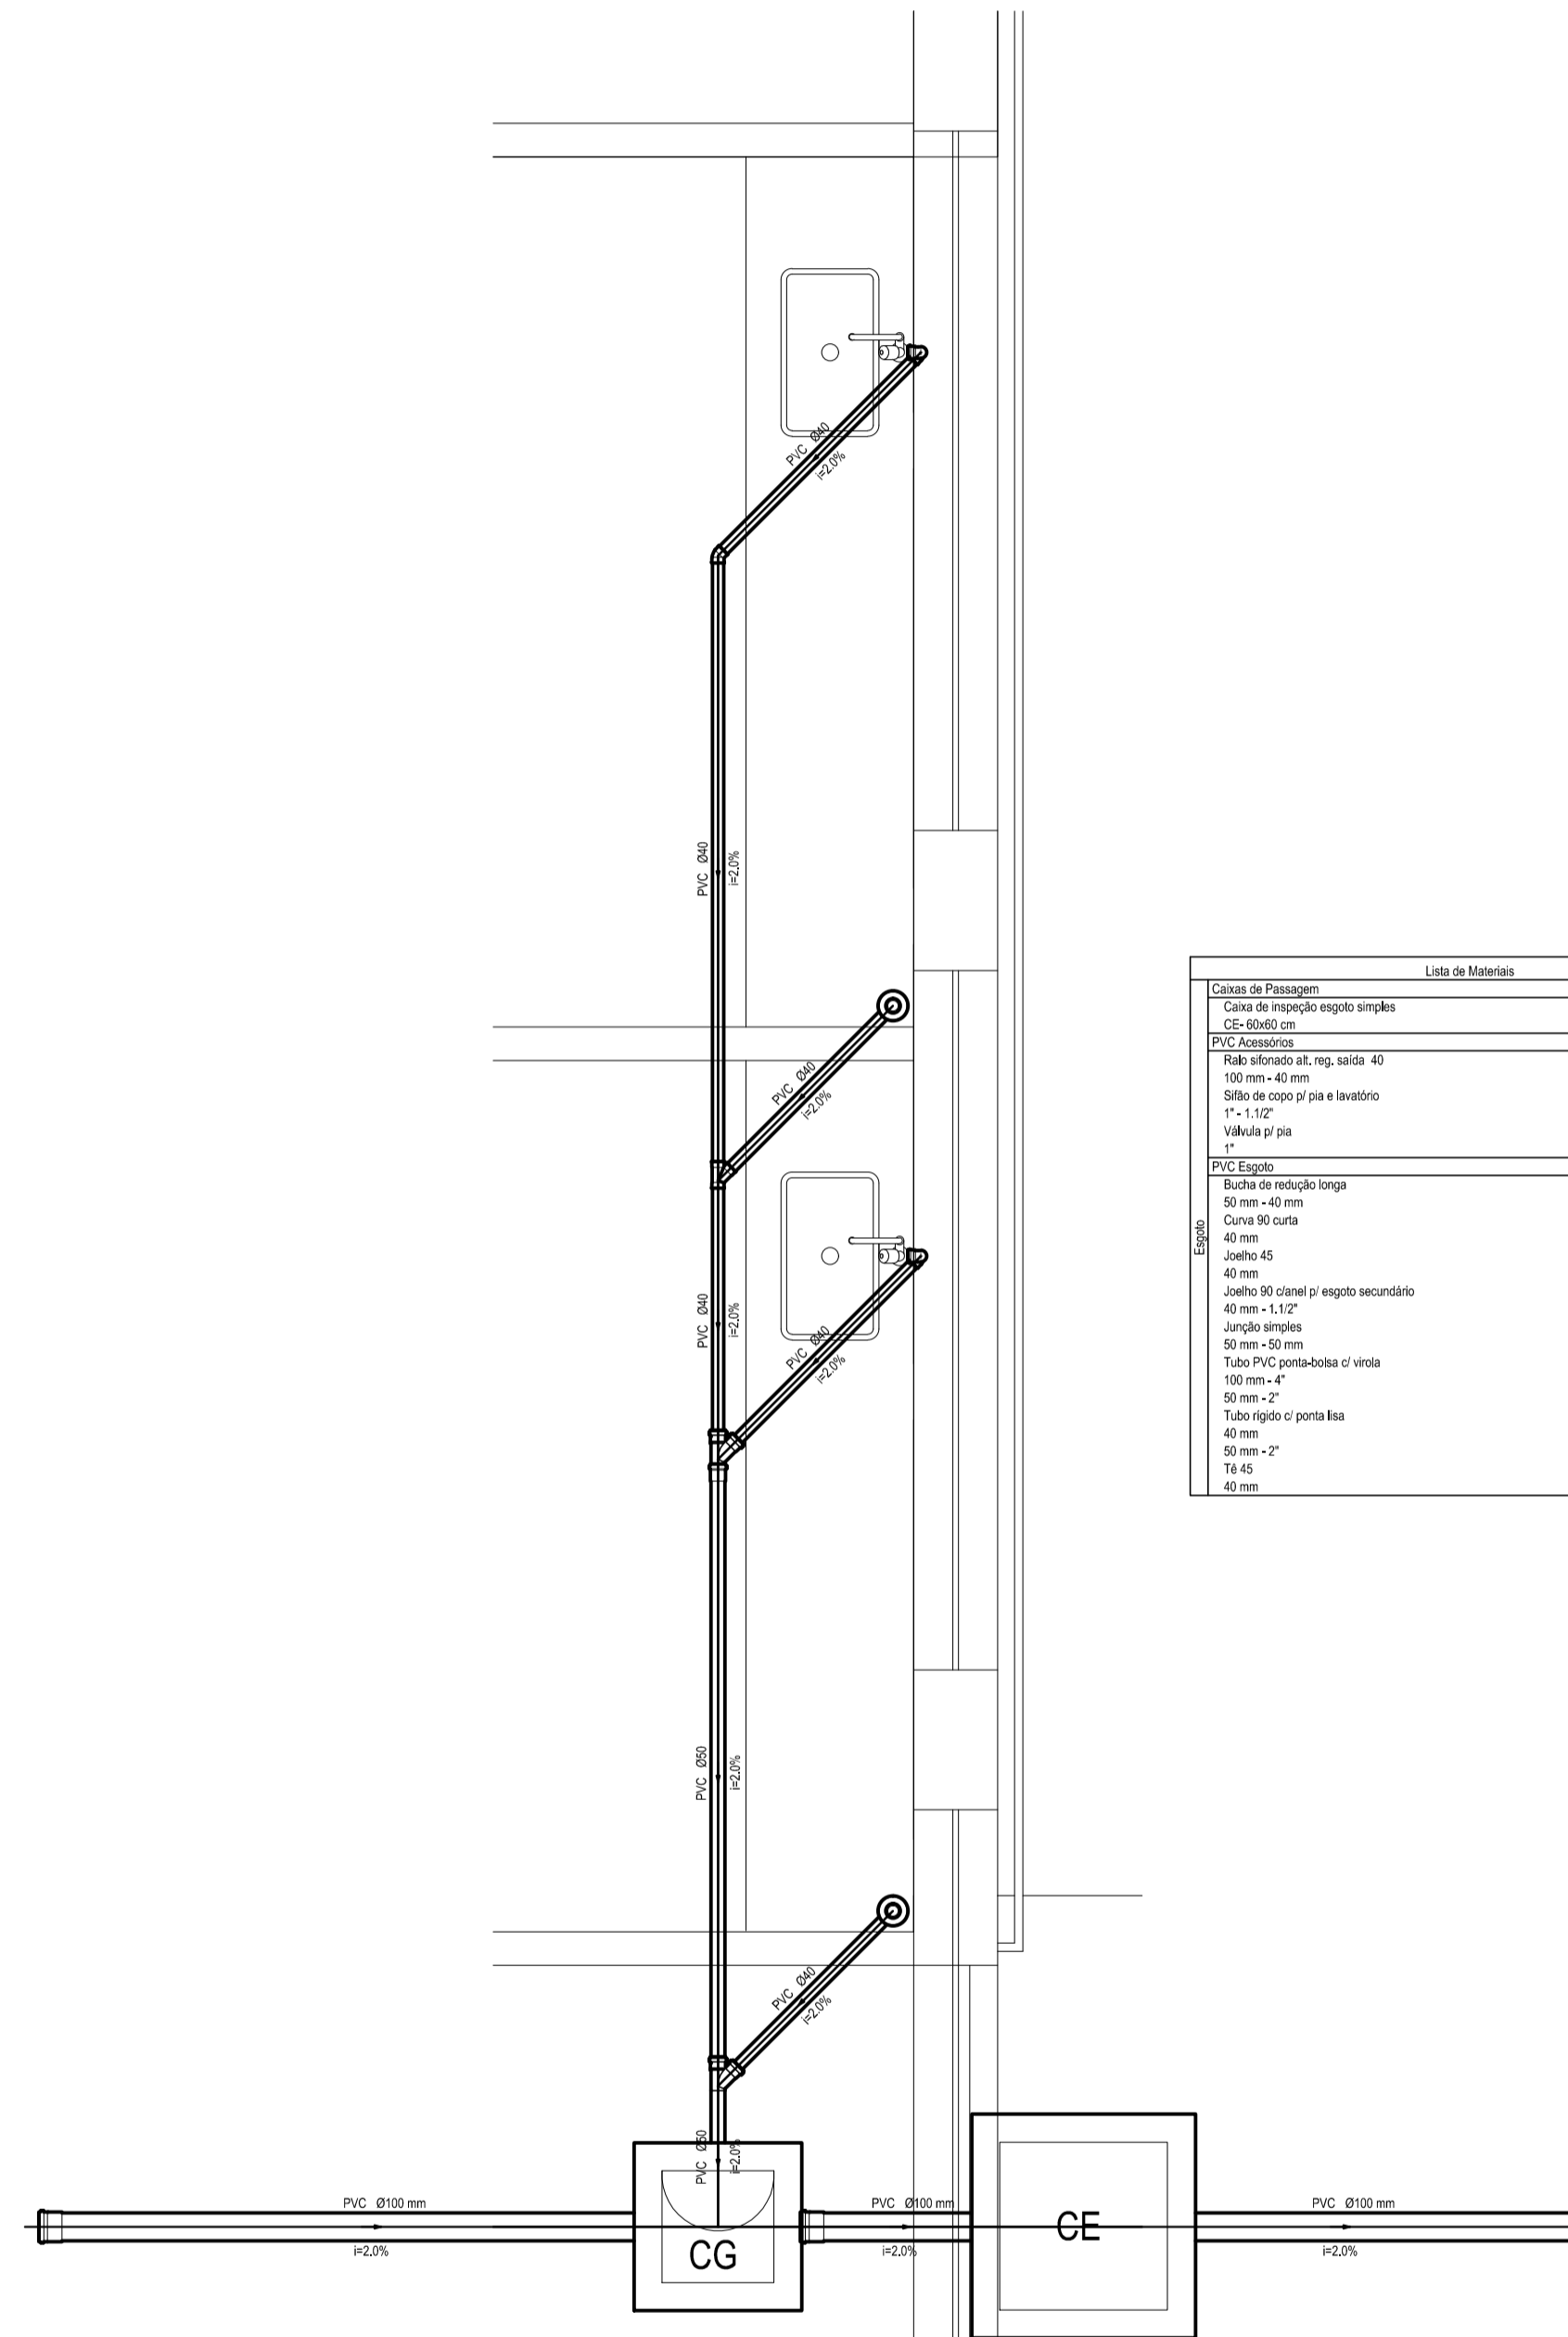 PVC Ø40
i=2.0%
PVC Ø40
i=2.0%
PVC Ø40
i=2.0%
PVC Ø40
i=2.0%
PVC Ø40
i=2.0%
PVC Ø50
i=2.0%
PVC Ø40
i=2.0%
PVC Ø50
i=2.0%
PVC Ø100 mm
i=2.0%
CG
PVC Ø100 mm
i=2.0%
CE
PVC Ø100 mm
i=2.0%
Lista de Materiais
Esgoto
Caixas de Passagem
Caixa de inspeção esgoto simples
CE- 60x60 cm
PVC Acessórios
Ralo sifonado alt. reg. saída 40
100 mm - 40 mm
Sifão de copo p/ pia e lavatório
1" - 1.1/2"
Válvula p/ pia
1"
PVC Esgoto
Bucha de redução longa
50 mm - 40 mm
Curva 90 curta
40 mm
Joelho 45
40 mm
Joelho 90 c/anel p/ esgoto secundário
40 mm - 1.1/2"
Junção simples
50 mm - 50 mm
Tubo PVC ponta-bolsa c/ virola
100 mm - 4"
50 mm - 2"
Tubo rígido c/ ponta lisa
40 mm
50 mm - 2"
Tê 45
40 mm